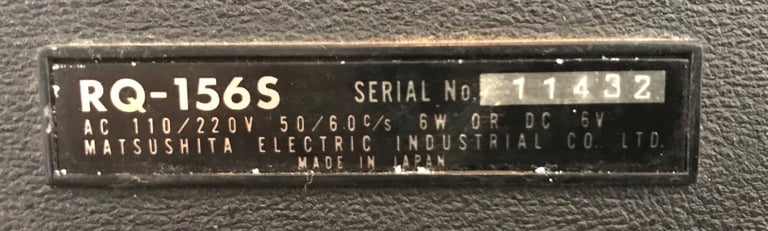 RQ-156S SERIAL No. 11432
AC 110/220V 50/60c/s 6W OR DC 6V
MATSUSHITA ELECTRIC INDUSTRIAL CO., LTD.
MADE IN JAPAN